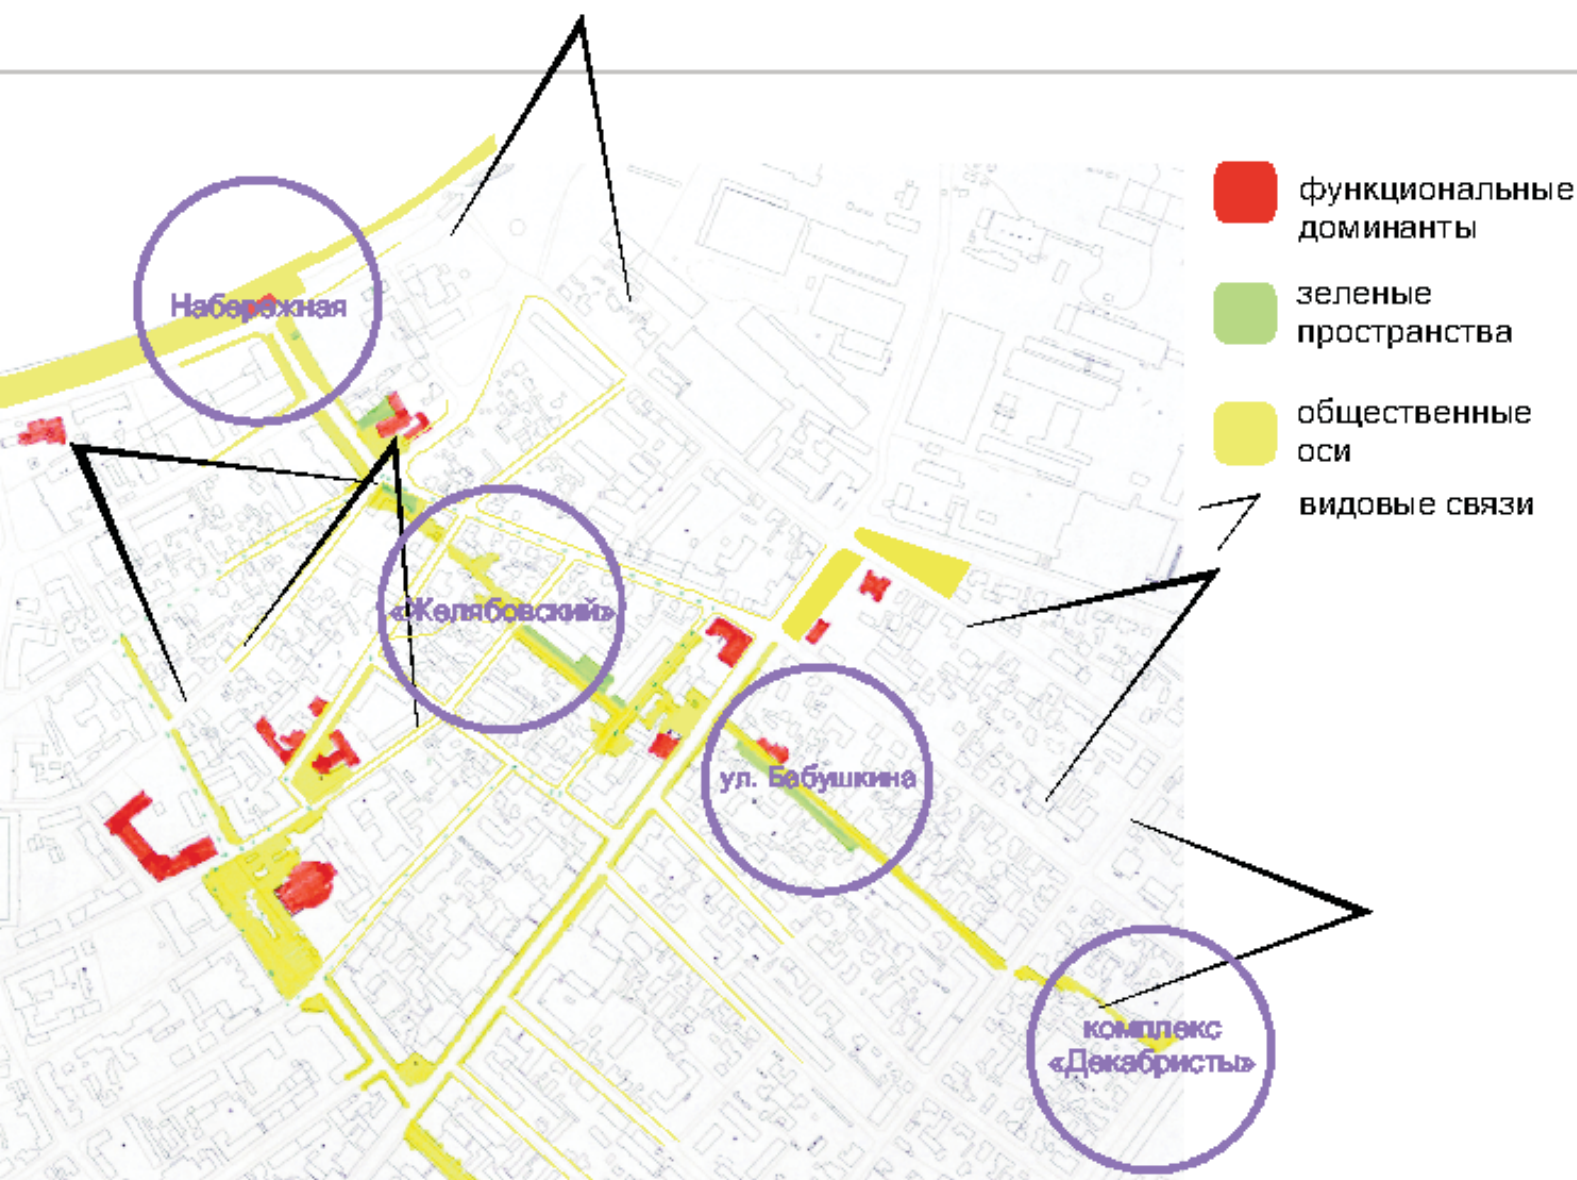 функциональные
доминанты
зеленые
пространства
общественные
оси
видовые связи
Набережная
«Желябовский»
ул. Бабушкина
комплекс
«Декабристы»